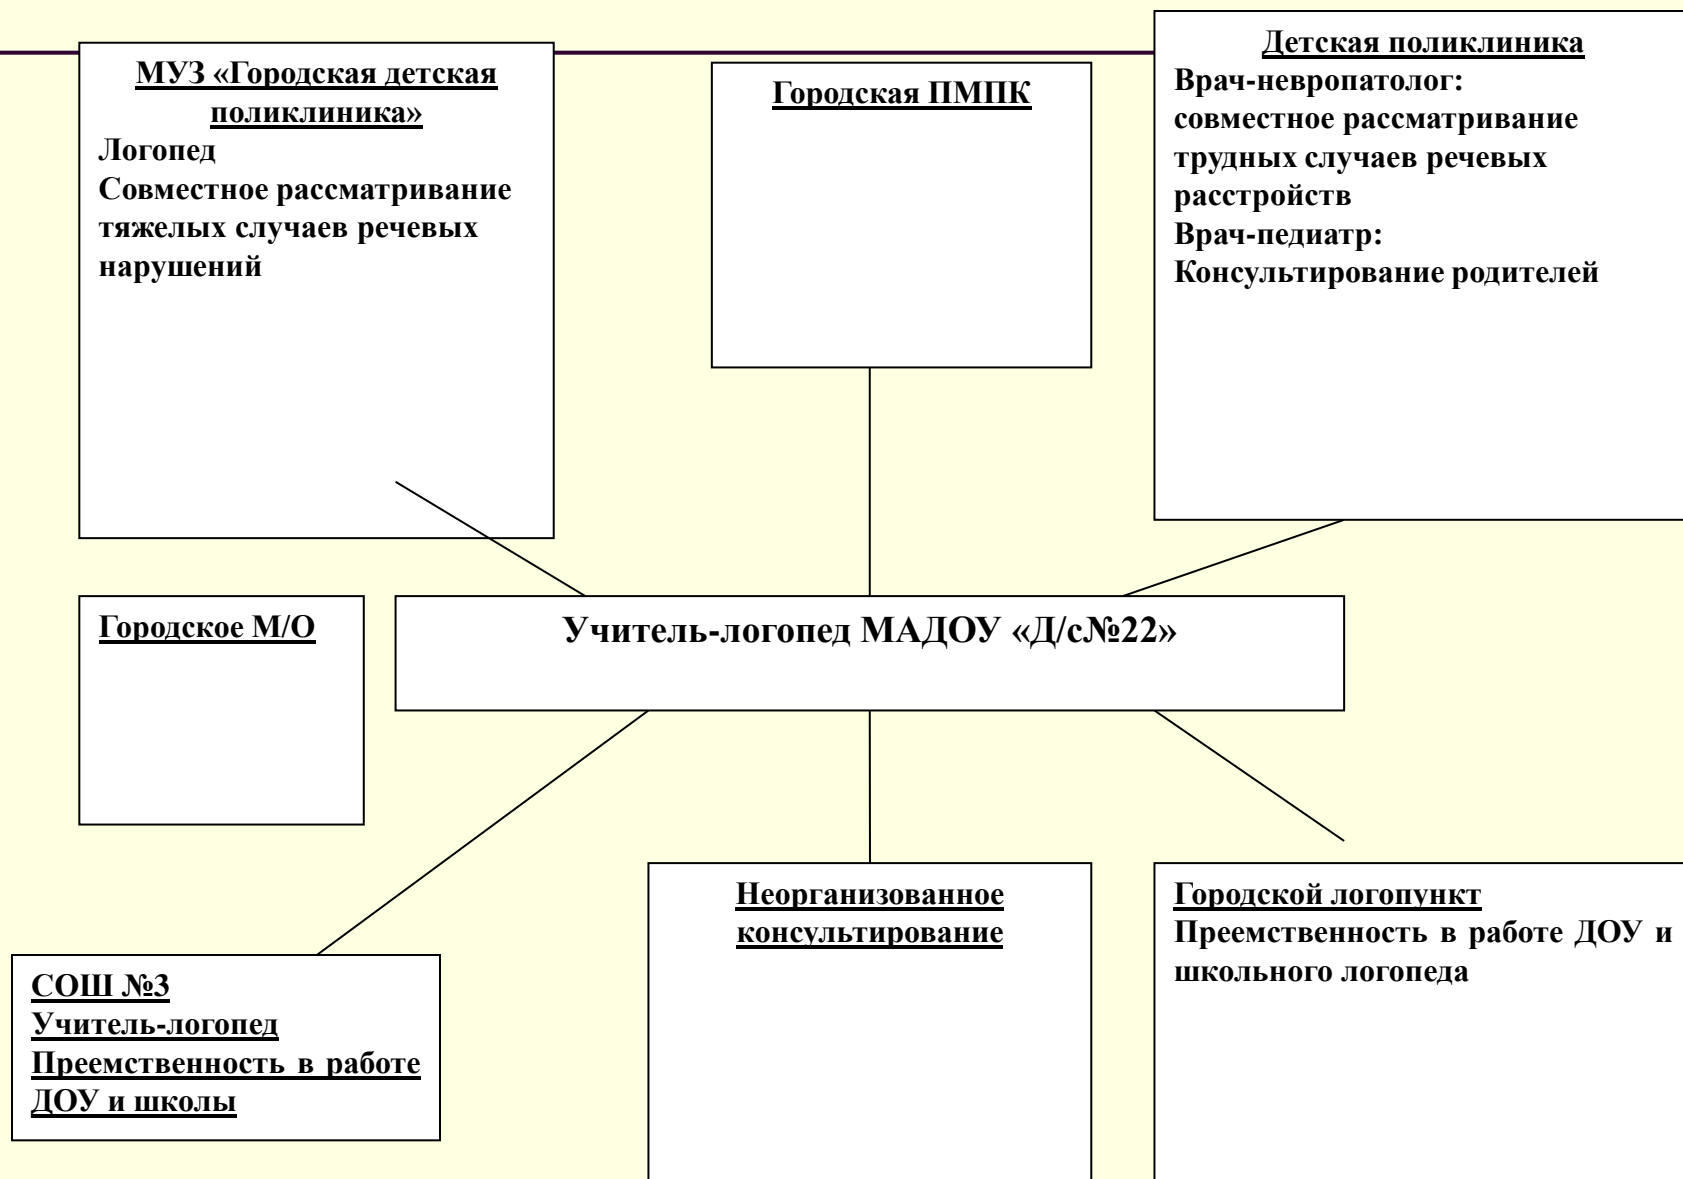 МУЗ «Городская детская
поликлиника»
Логопед
Совместное рассматривание
тяжелых случаев речевых
нарушений
Городская ПМПК
Детская поликлиника
Врач-невропатолог:
совместное рассматривание
трудных случаев речевых
расстройств
Врач-педиатр:
Консультирование родителей
Городское М/О
Учитель-логопед МАДОУ «Д/с№22»
СОШ №3
Учитель-логопед
Преемственность в работе
ДОУ и школы
Неорганизованное
консультирование
Городской логопункт
Преемственность в работе ДОУ и
школьного логопеда